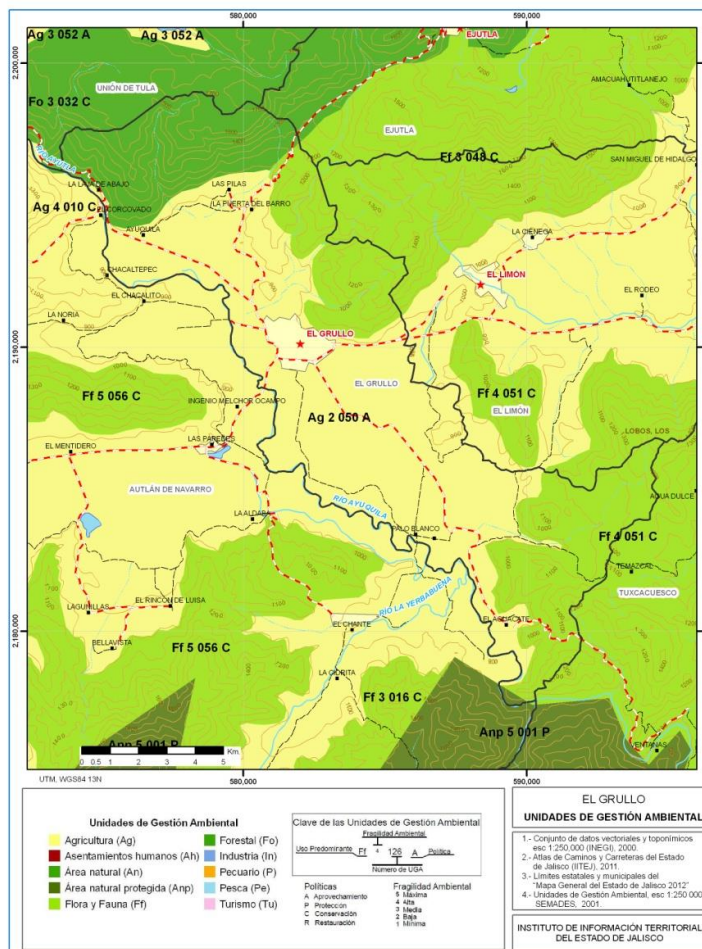 580,000
590,000
Ag 3 052 A
Ag 3 052 A
EJUTLA
2,200,000
AMACUAHUTITLANEJO
UNIÓN DE TULA
Fo 3 032 C
EJUTLA
RÍO AYUTLA
Ff 3 048 C
SAN MIGUEL DE HIDALGO
LA LAJA DE ABAJO
LAS PILAS
Ag 4 010 C
EL CORCOVADO
LA PUERTA DEL BARRO
AYUQUILA
LA CIÉNEGA
CHACALTEPEC
EL LIMÓN
EL CHACALITO
EL RODEO
LA NORIA
2,190,000
EL GRULLO
EL GRULLO
Ff 5 056 C
Ff 4 051 C
INGENIO MELCHOR OCAMPO
EL LIMÓN
Ag 2 050 A
LOBOS, LOS
LAS PAREDES
EL MENTIDERO
AUTLÁN DE NAVARRO
AGUA DULCE
LA ALDABA
RÍO AYUQUILA
PALO BLANCO
Ff 4 051 C
TEMAZCAL
RÍO LA YERBABUENA
TUXCACUESCO
LAGUNILLAS
EL RINCÓN DE LUISA
EL AGUACATE
2,180,000
EL CHANTE
BELLAVISTA
Ff 5 056 C
Ff 3 016 C
Anp 5 001 P
Anp 5 001 P
VENTANAS
0 0.5 1 2 3 4 5 Km.
UTM, WGS84 13N
580,000
590,000
Unidades de Gestión Ambiental
Agricultura (Ag)
Asentamientos humanos (Ah)
Área natural (An)
Área natural protegida (Anp)
Flora y Fauna (Ff)
Forestal (Fo)
Industria (In)
Pecuario (P)
Pesca (Pe)
Turismo (Tu)
Clave de las Unidades de Gestión Ambiental
Fragilidad Ambiental
Uso Predominante Ff 4 126 A Política
Número de UGA
Políticas
A Aprovechamiento
P Protección
C Conservación
R Restauración
Fragilidad Ambiental
5 Máxima
4 Alta
3 Media
2 Baja
1 Mínima
EL GRULLO
UNIDADES DE GESTIÓN AMBIENTAL
1.- Conjunto de datos vectoriales y toponímicos
esc 1:250,000 (INEGI), 2000.
2.- Atlas de Caminos y Carreteras del Estado
de Jalisco (IITEJ), 2011.
3.- Límites estatales y municipales del
"Mapa General del Estado de Jalisco 2012"
4.- Unidades de Gestión Ambiental, esc 1:250 000
SEMADES, 2001.
INSTITUTO DE INFORMACIÓN TERRITORIAL
DEL ESTADO DE JALISCO